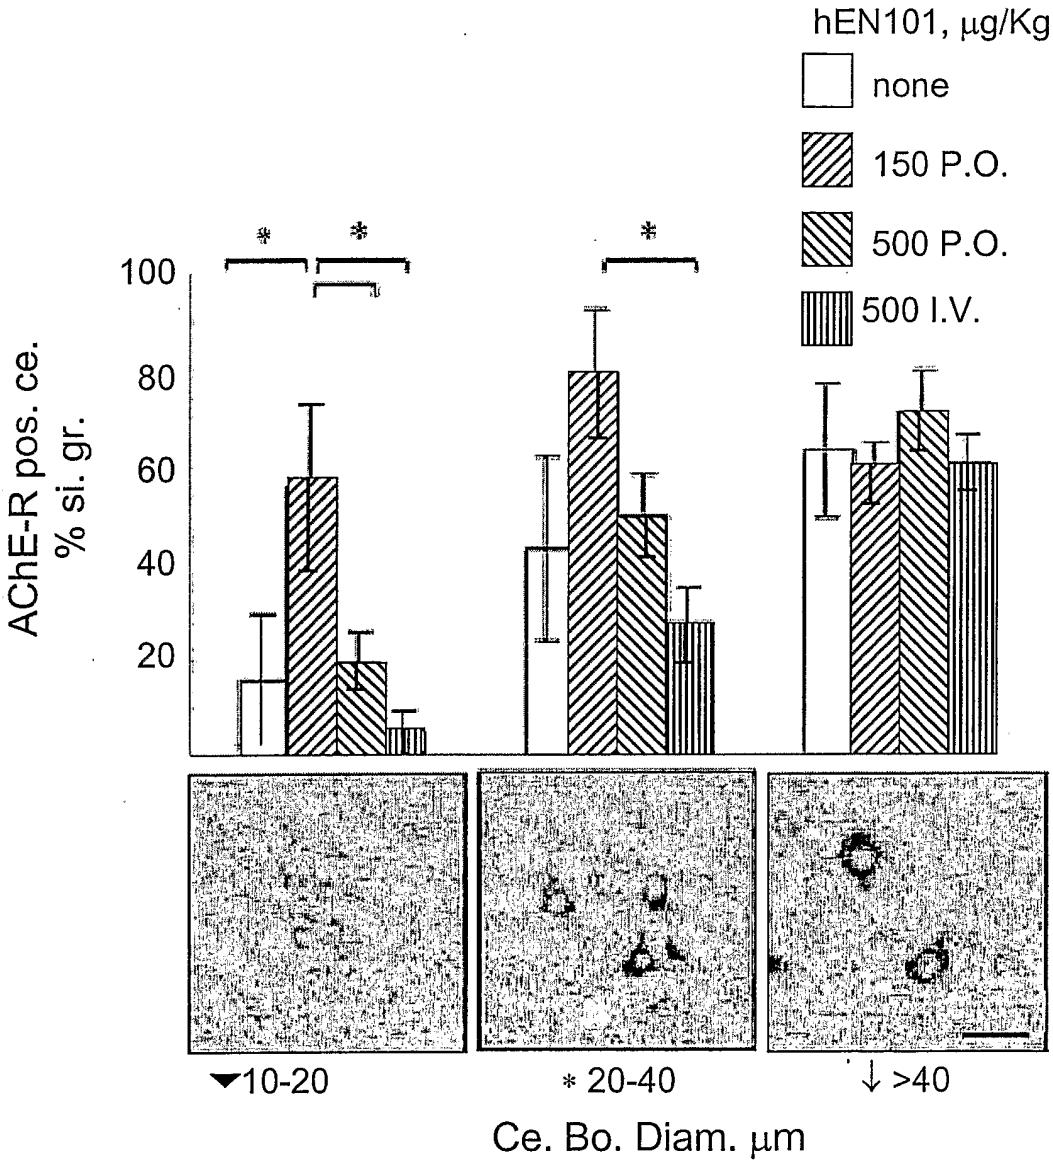 hEN101, μg/Kg
none
150 P.O.
500 P.O.
500 I.V.
* * *
100
80
60
40
20
AChE-R pos. ce.
% si. gr.
▼10-20
* 20-40
↓ >40
Ce. Bo. Diam. μm